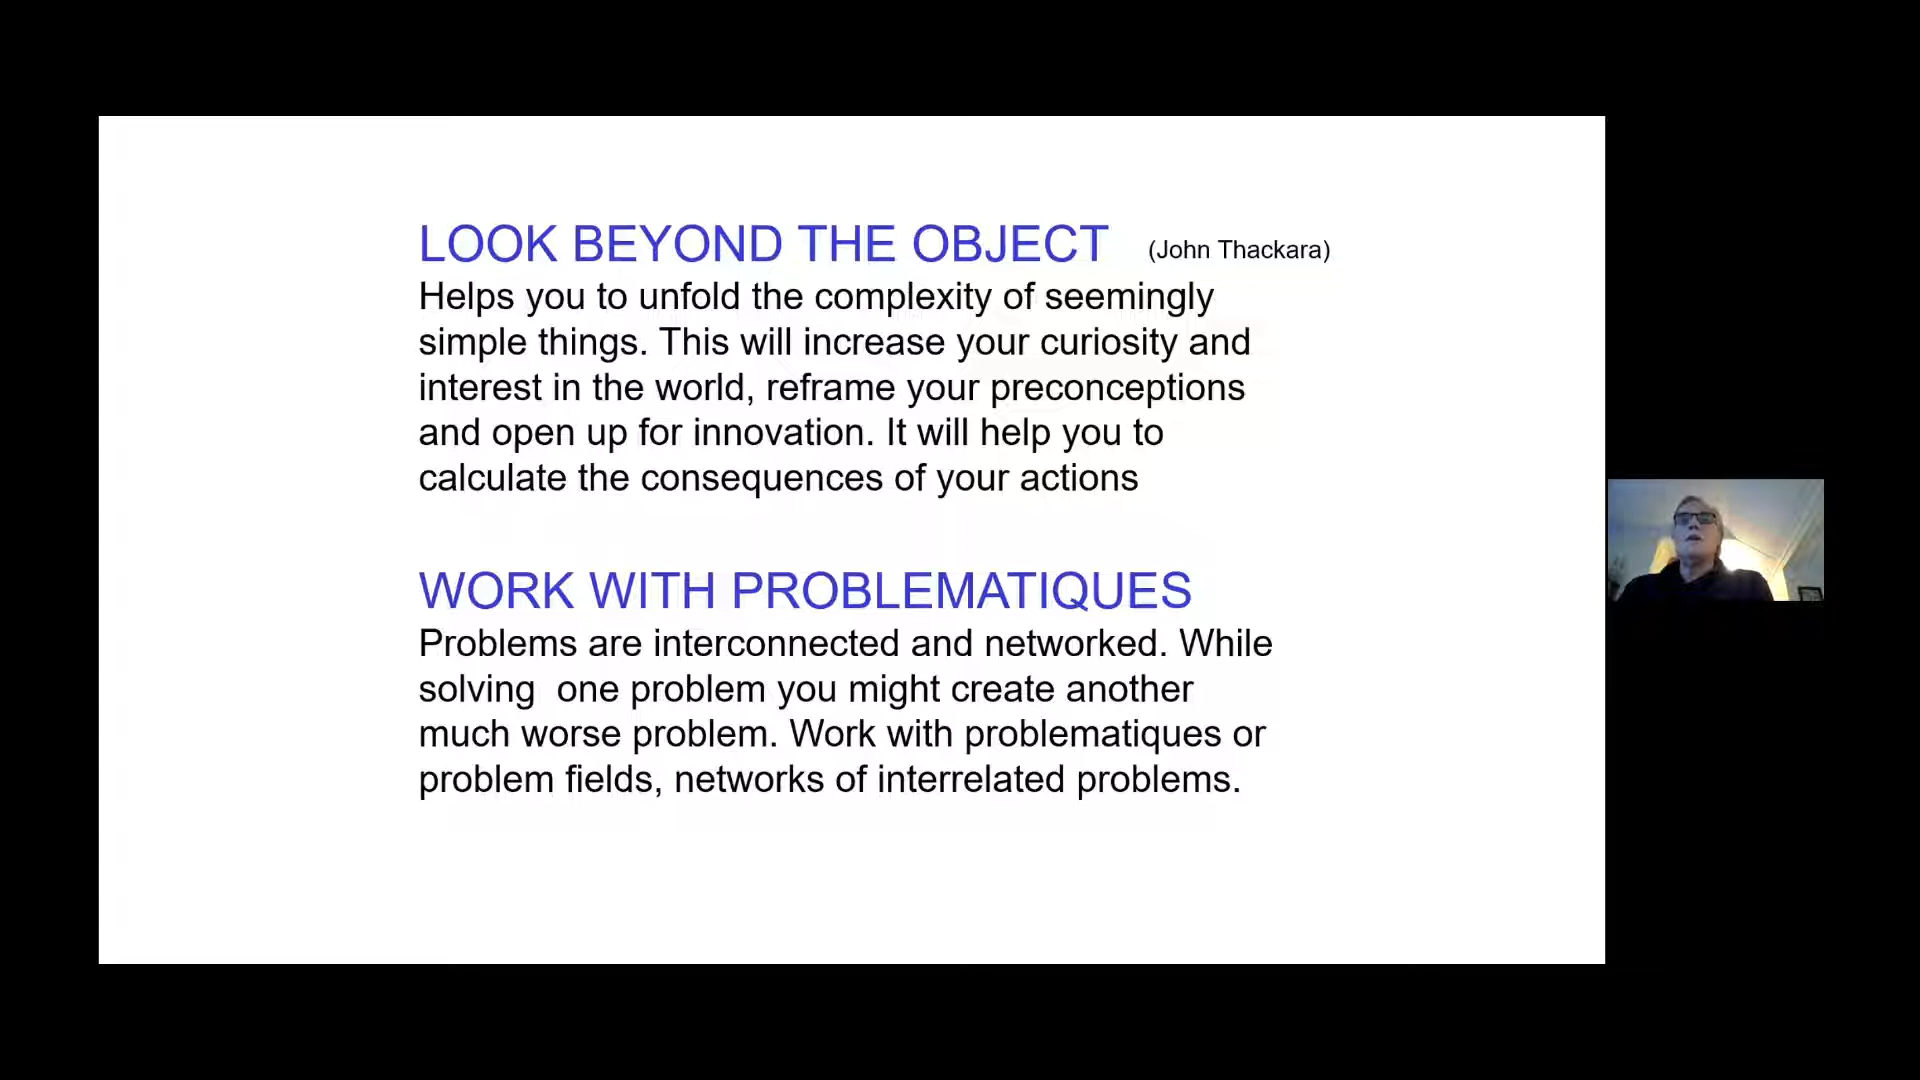 LOOK BEYOND THE OBJECT (John Thackara)
Helps you to unfold the complexity of seemingly
simple things. This will increase your curiosity and
interest in the world, reframe your preconceptions
and open up for innovation. It will help you to
calculate the consequences of your actions
WORK WITH PROBLEMATIQUES
Problems are interconnected and networked. While
solving  one problem you might create another
much worse problem. Work with problematiques or
problem fields, networks of interrelated problems.